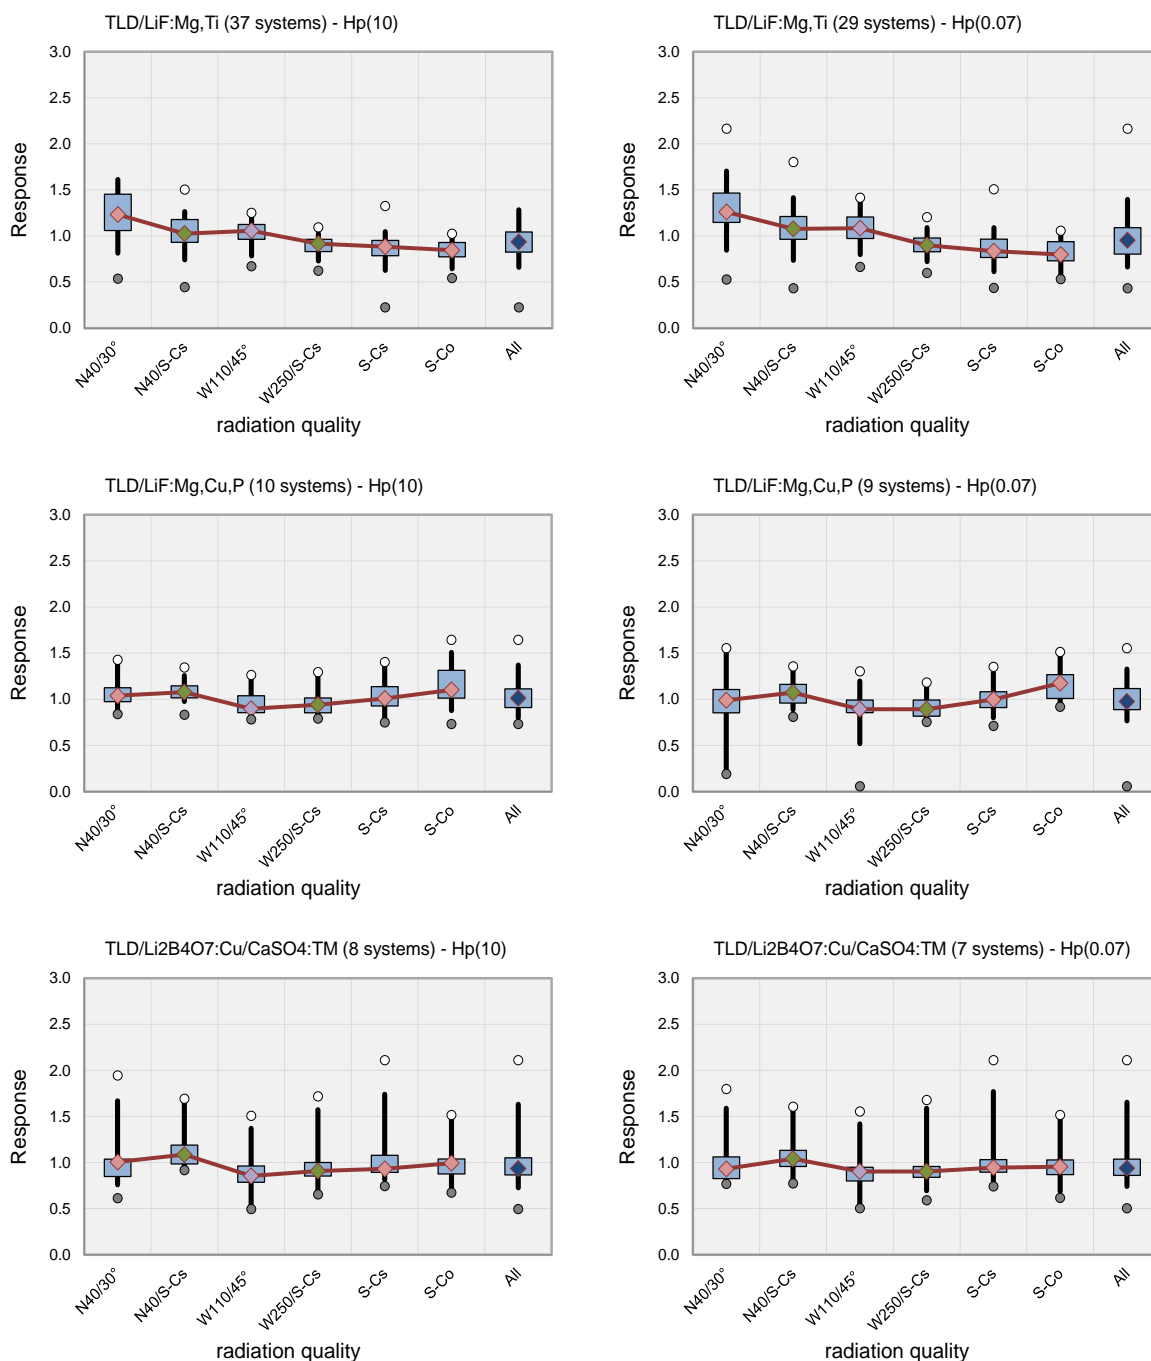 TLD/LiF:Mg,Ti (37 systems) - Hp(10)
3.0
2.5
2.0
1.5
1.0
0.5
0.0
Response
N40/30°
N40/S-Cs
W110/45°
W250/S-Cs
S-Cs
S-Co
All
radiation quality
TLD/LiF:Mg,Ti (29 systems) - Hp(0.07)
3.0
2.5
2.0
1.5
1.0
0.5
0.0
Response
N40/30°
N40/S-Cs
W110/45°
W250/S-Cs
S-Cs
S-Co
All
radiation quality
TLD/LiF:Mg,Cu,P (10 systems) - Hp(10)
3.0
2.5
2.0
1.5
1.0
0.5
0.0
Response
N40/30°
N40/S-Cs
W110/45°
W250/S-Cs
S-Cs
S-Co
All
radiation quality
TLD/LiF:Mg,Cu,P (9 systems) - Hp(0.07)
3.0
2.5
2.0
1.5
1.0
0.5
0.0
Response
N40/30°
N40/S-Cs
W110/45°
W250/S-Cs
S-Cs
S-Co
All
radiation quality
TLD/Li2B4O7:Cu/CaSO4:TM (8 systems) - Hp(10)
3.0
2.5
2.0
1.5
1.0
0.5
0.0
Response
N40/30°
N40/S-Cs
W110/45°
W250/S-Cs
S-Cs
S-Co
All
radiation quality
TLD/Li2B4O7:Cu/CaSO4:TM (7 systems) - Hp(0.07)
3.0
2.5
2.0
1.5
1.0
0.5
0.0
Response
N40/30°
N40/S-Cs
W110/45°
W250/S-Cs
S-Cs
S-Co
All
radiation quality